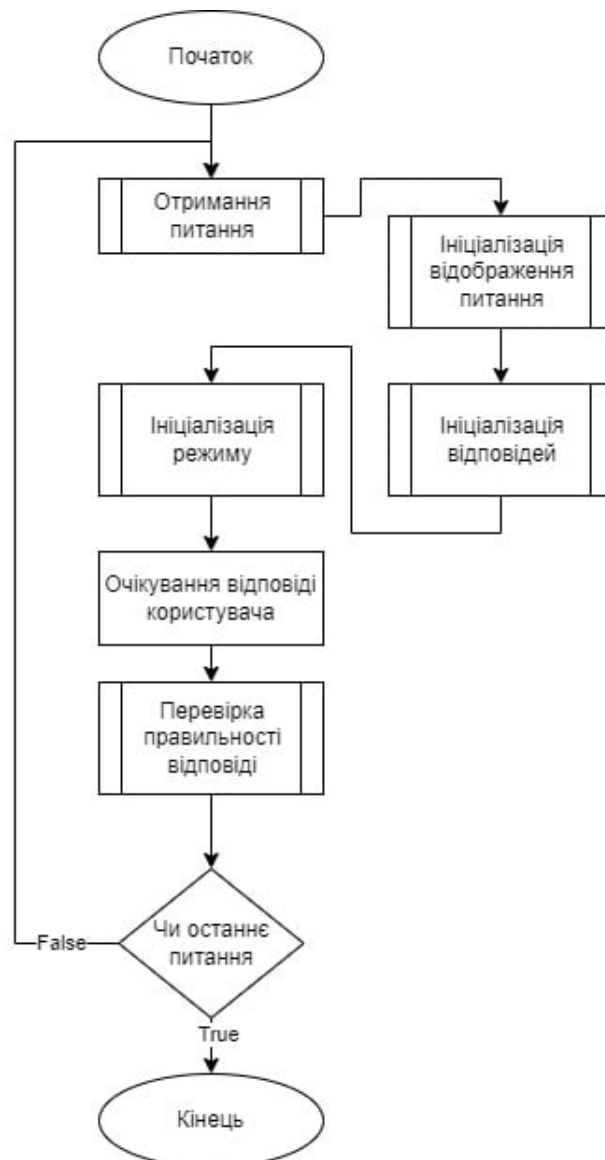 Початок
Отримання
питання
Ініціалізація
відображення
питання
Ініціалізація
відповідей
Ініціалізація
режиму
Очікування відповіді
користувача
Перевірка
правильності
відповіді
Чи останнє
питання
False
True
Кінець